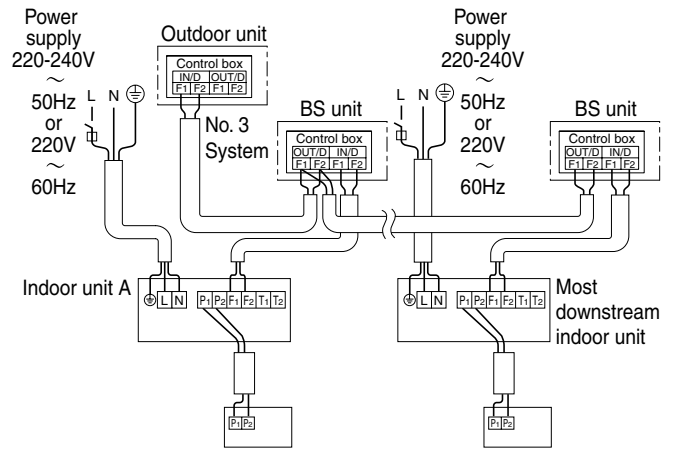 Power
supply
220-240V
~
50Hz
or
220V
~
60Hz
L N
Outdoor unit
Control box
IN/D OUT/D
F1 F2 F1 F2
No. 3
System
BS unit
Control box
OUT/D IN/D
F1 F2 F1 F2
Power
supply
220-240V
~
50Hz
or
220V
~
60Hz
L N
BS unit
Control box
OUT/D IN/D
F1 F2 F1 F2
Indoor unit A
L N
P1 P2 F1 F2 T1 T2
P1 P2
L N
P1 P2 F1 F2 T1 T2
Most
downstream
indoor unit
P1 P2